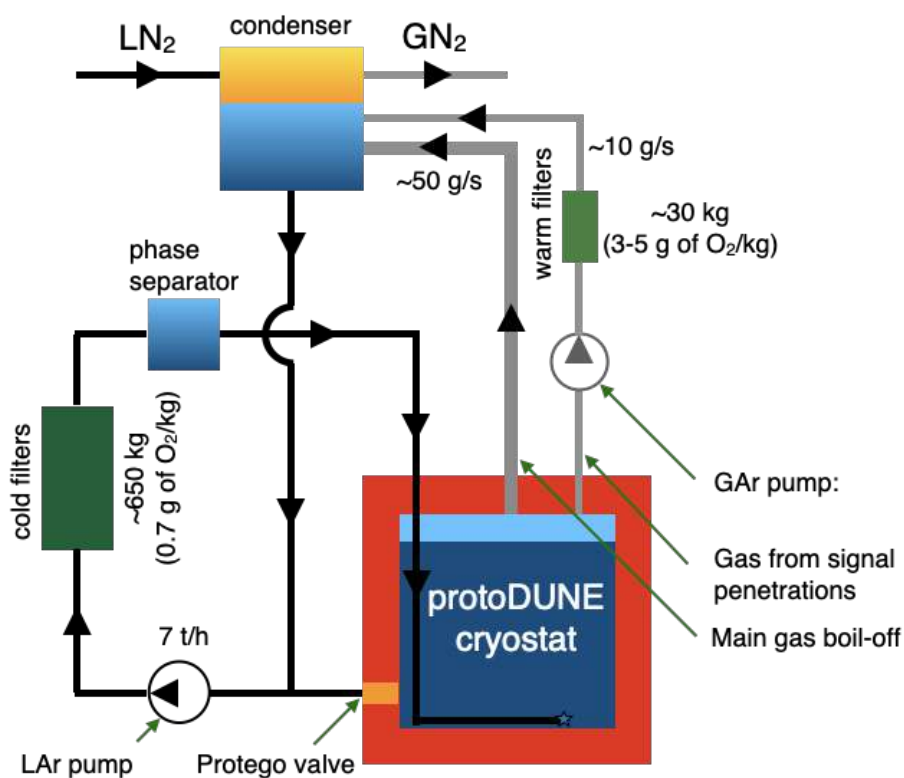 condenser
LN₂
GN₂
~10 g/s
~50 g/s
warm filters
~30 kg
(3-5 g of O₂/kg)
phase
separator
cold filters
~650 kg
(0.7 g of O₂/kg)
GAr pump:
Gas from signal
penetrations
protoDUNE
cryostat
Main gas boil-off
7 t/h
LAr pump
Protego valve